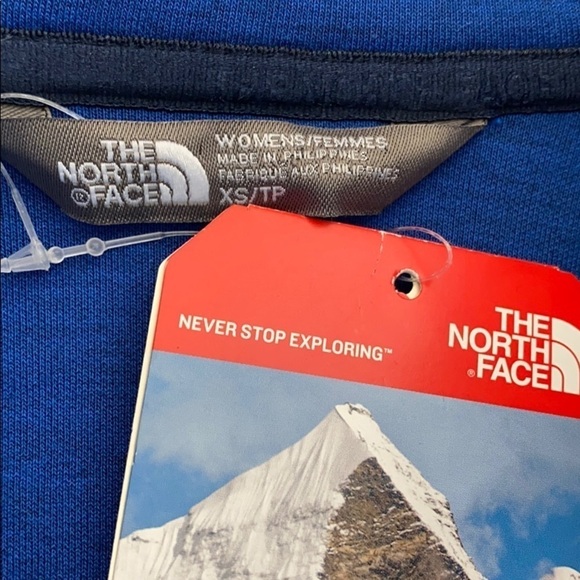 THE
NORTH
FACE®
WOMENS/FEMMES
MADE IN PHILIPPINES
FABRIQUE AUX PHILIPPINES
XS/TP
NEVER STOP EXPLORING™
THE
NORTH
®FACE